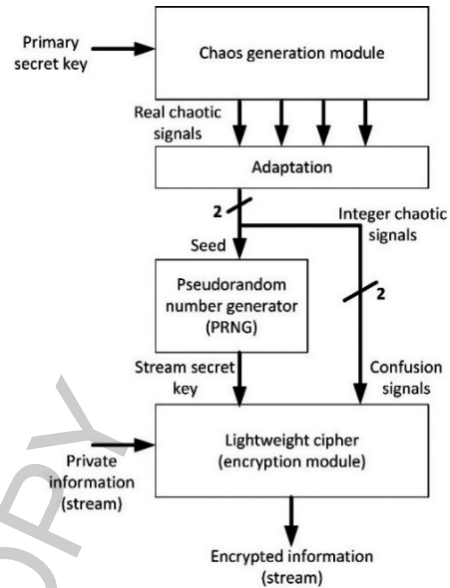 Primary
secret key
Chaos generation module
Real chaotic
signals
Adaptation
2
Integer chaotic
signals
Seed
2
Pseudorandom
number generator
(PRNG)
Stream secret
key
Confusion
signals
Lightweight cipher
(encryption module)
Private
information
(stream)
Encrypted information
(stream)
OPY